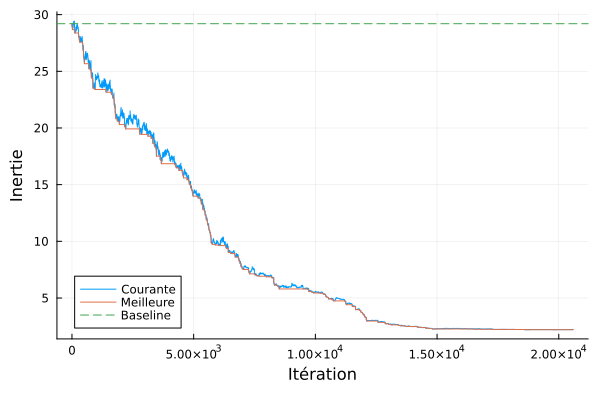 30
25
20
15
10
5
Inertie
Courante
Meilleure
Baseline
0
5.00×10³
1.00×10⁴
1.50×10⁴
2.00×10⁴
Itération